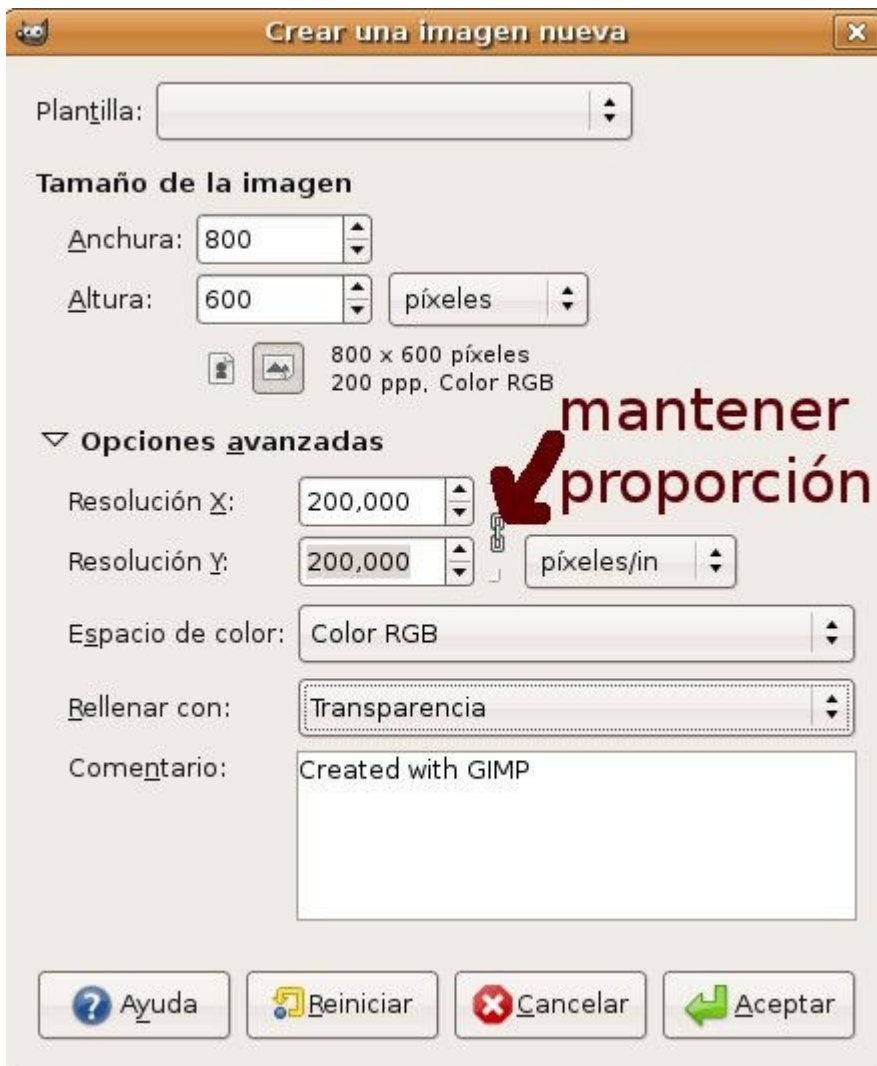 Crear una imagen nueva
Plantilla:
Tamaño de la imagen
Anchura: 800
Altura: 600 píxeles
800 x 600 píxeles
200 ppp, Color RGB
mantener
proporción
Opciones avanzadas
Resolución X: 200,000
Resolución Y: 200,000 píxeles/in
Espacio de color: Color RGB
Rellenar con: Transparencia
Comentario: Created with GIMP
Ayuda Reiniciar Cancelar Aceptar